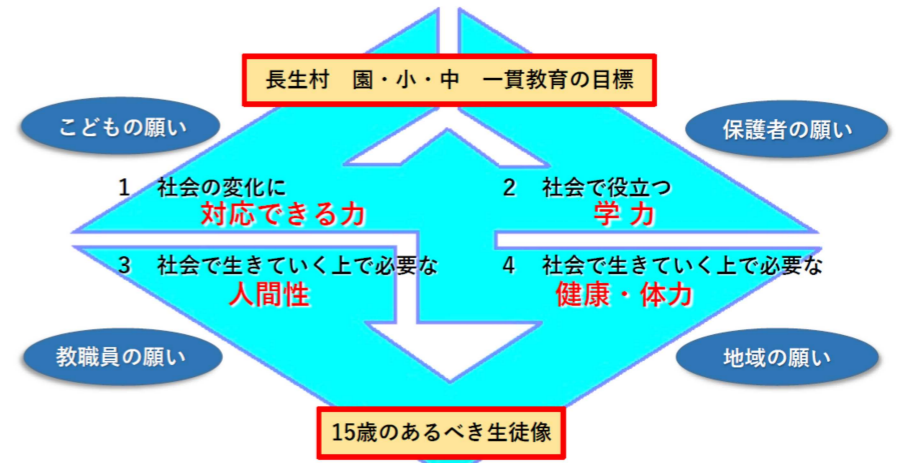 長生村　園・小・中　一貫教育の目標
こどもの願い
保護者の願い
1　社会の変化に
対応できる力
2　社会で役立つ
学 力
3　社会で生きていく上で必要な
人間性
4　社会で生きていく上で必要な
健康・体力
教職員の願い
地域の願い
15歳のあるべき生徒像